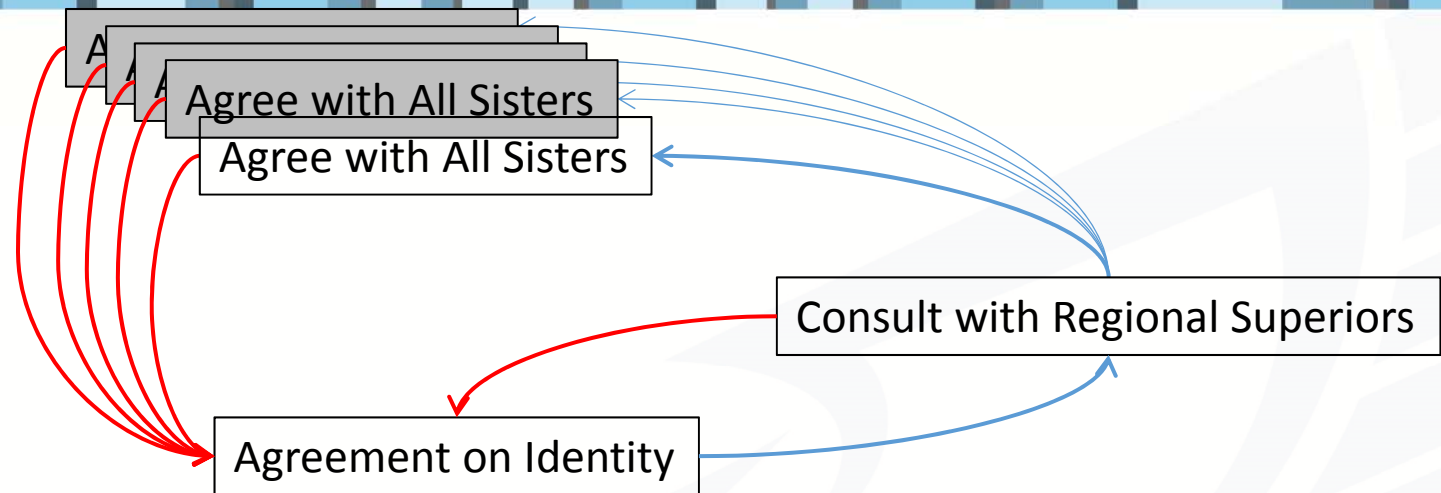 A
A
A
Agree with All Sisters
Agree with All Sisters
Consult with Regional Superiors
Agreement on Identity